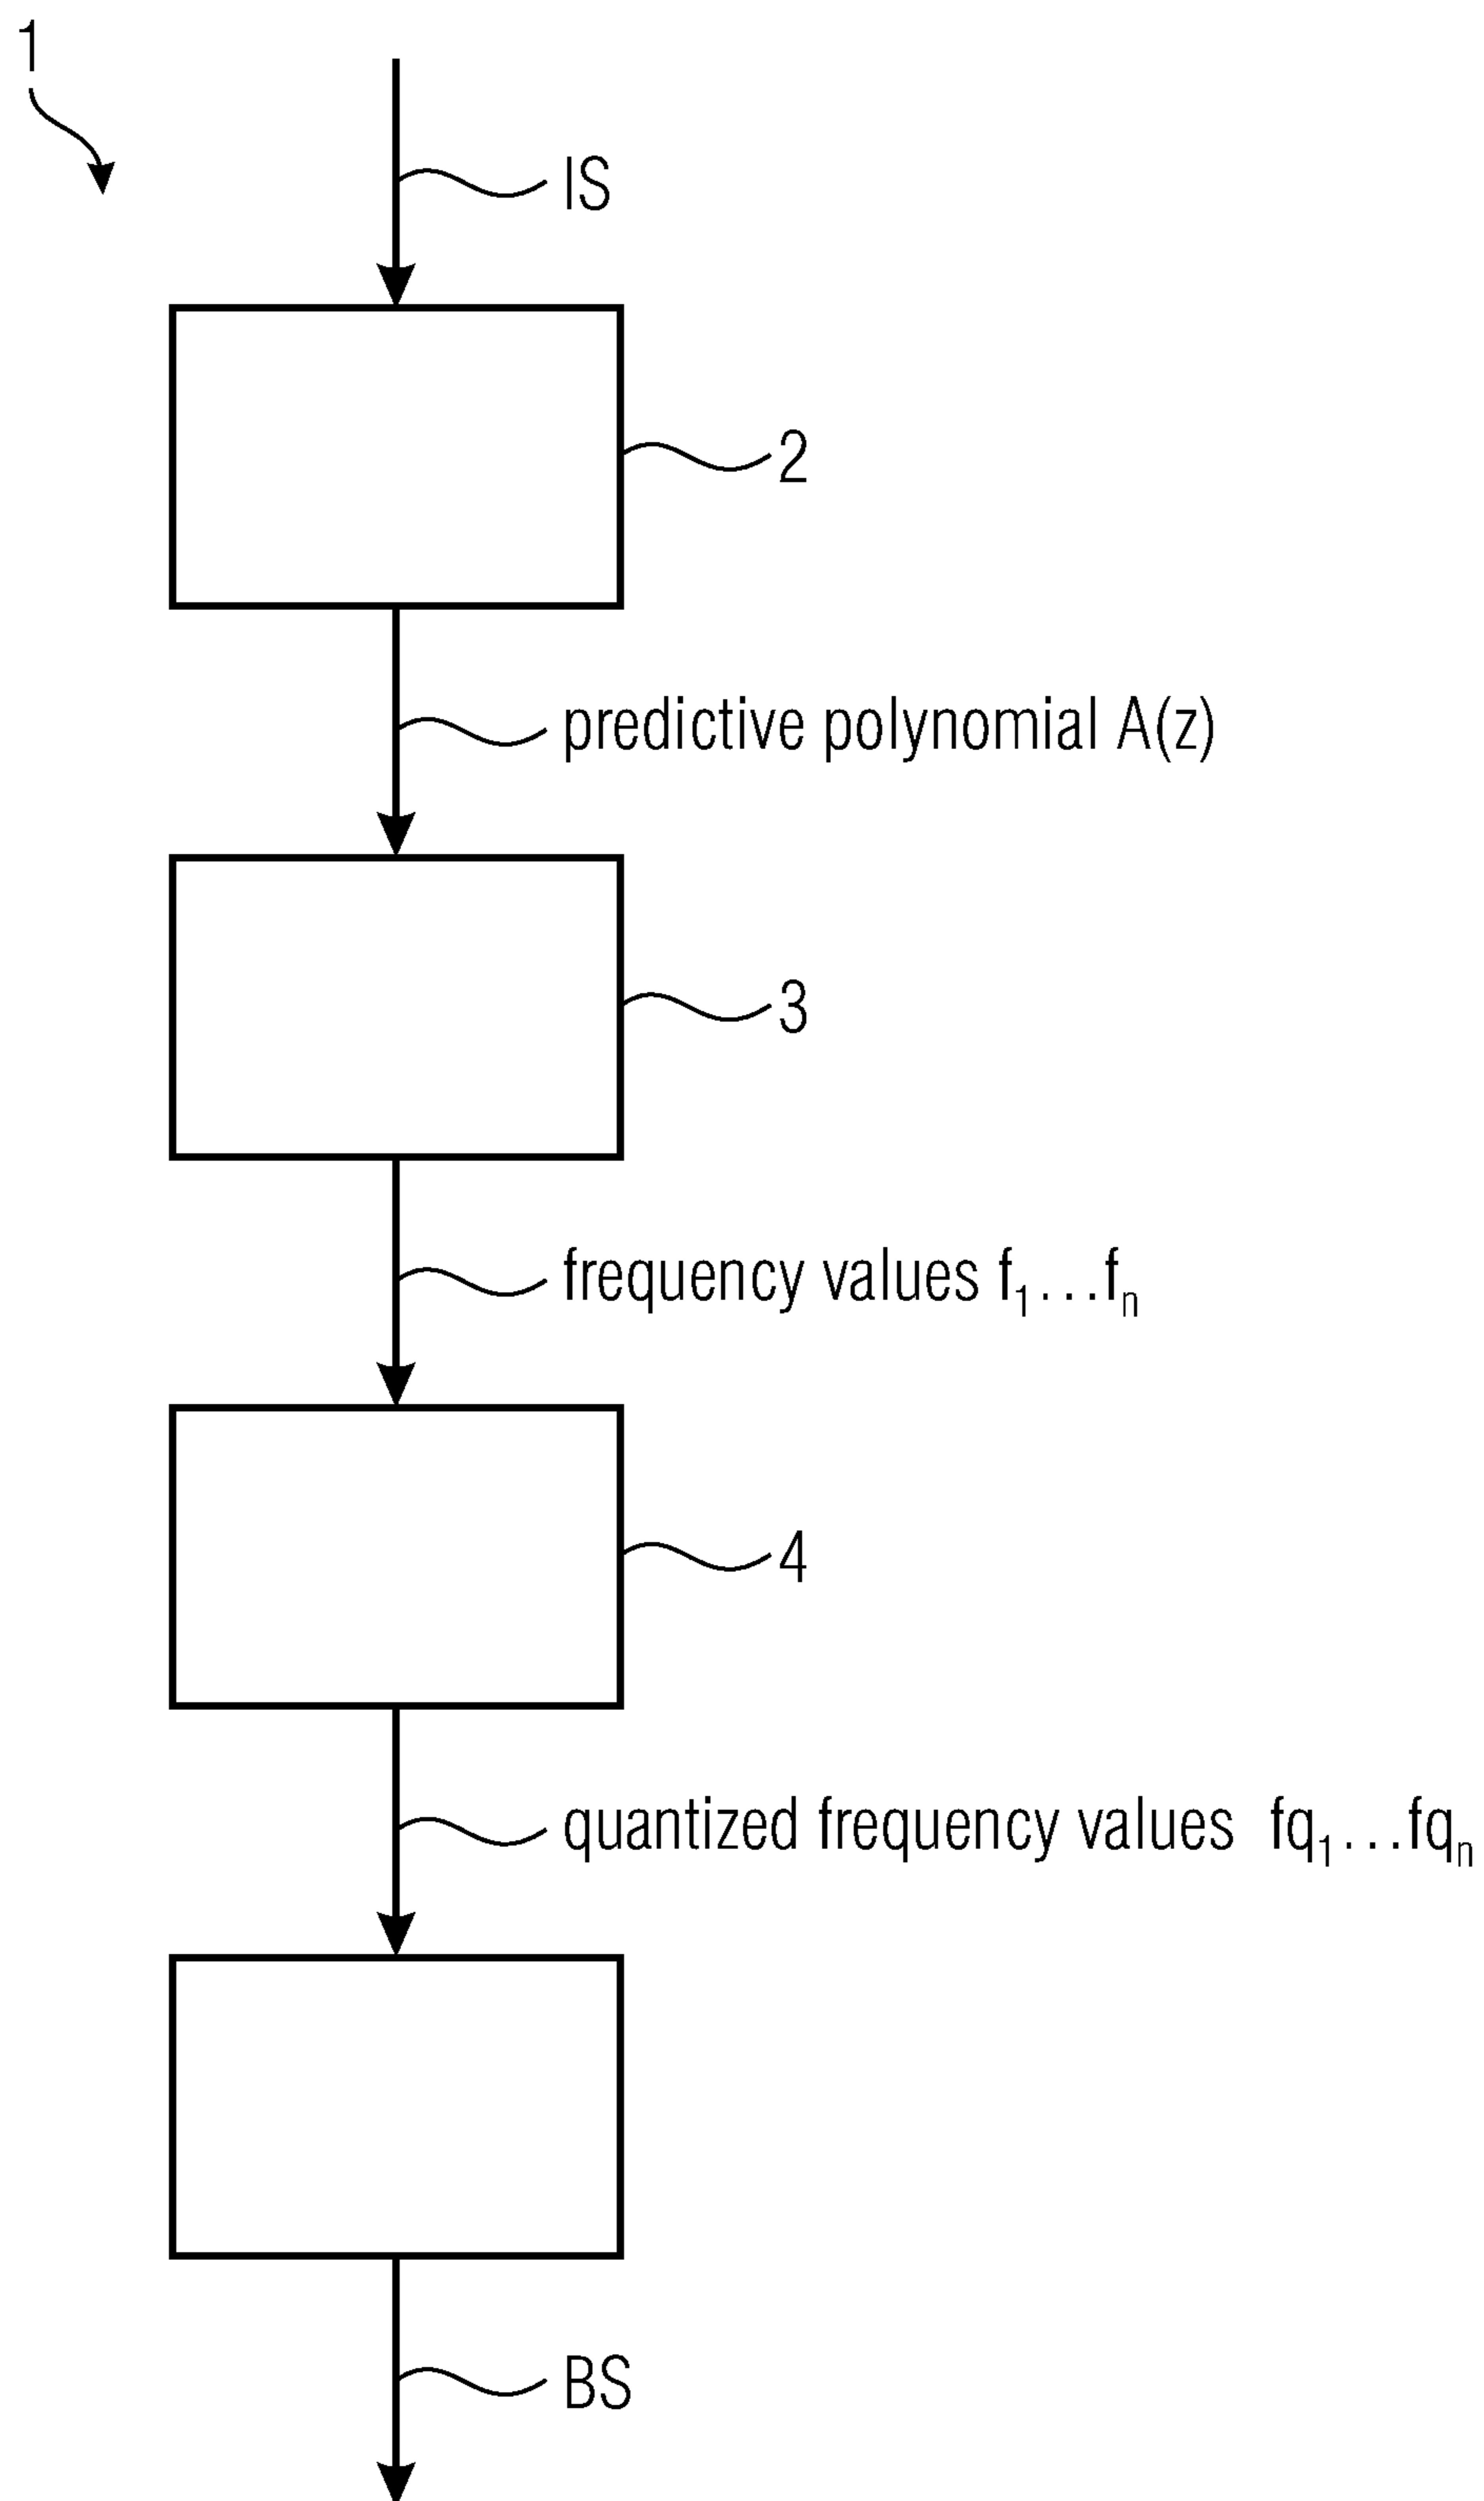 1
IS
2
predictive polynomial A(z)
3
frequency values f₁...fₙ
4
quantized frequency values fq₁...fqₙ
BS